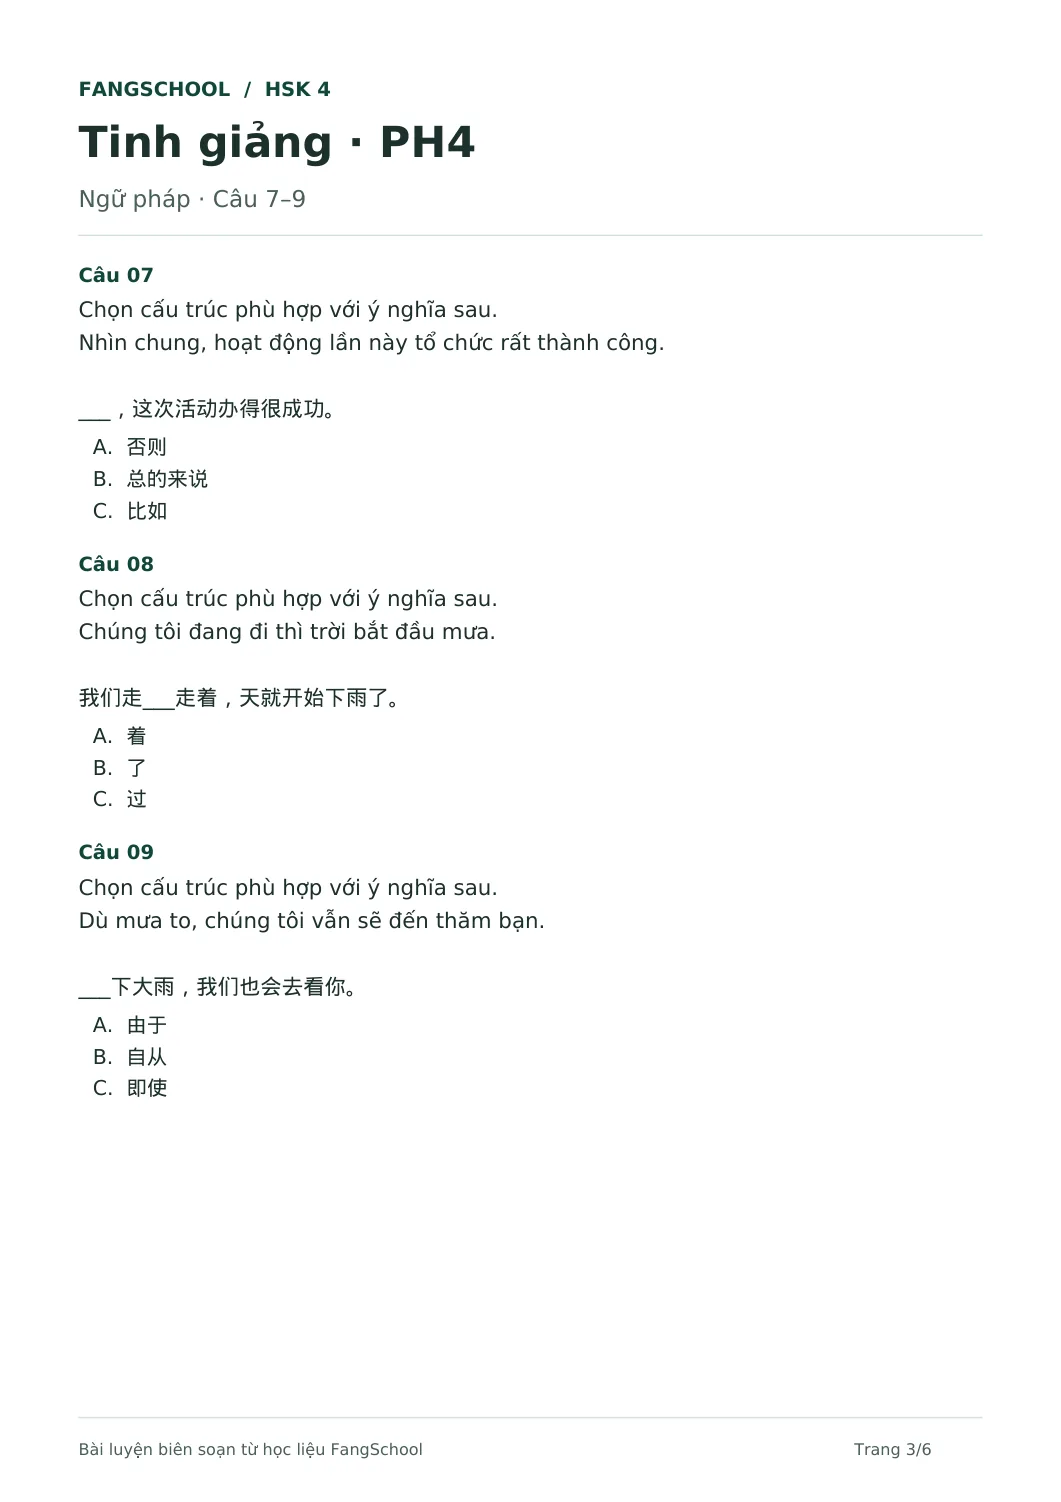 FANGSCHOOL / HSK 4
Tinh giảng · PH4
Ngữ pháp · Câu 7–9
Câu 07
Chọn cấu trúc phù hợp với ý nghĩa sau.
Nhìn chung, hoạt động lần này tổ chức rất thành công.
___，这次活动办得很成功。
A. 否则
B. 总的来说
C. 比如
Câu 08
Chọn cấu trúc phù hợp với ý nghĩa sau.
Chúng tôi đang đi thì trời bắt đầu mưa.
我们走___走着，天就开始下雨了。
A. 着
B. 了
C. 过
Câu 09
Chọn cấu trúc phù hợp với ý nghĩa sau.
Dù mưa to, chúng tôi vẫn sẽ đến thăm bạn.
___下大雨，我们也会去看你。
A. 由于
B. 自从
C. 即使
Bài luyện biên soạn từ học liệu FangSchool
Trang 3/6